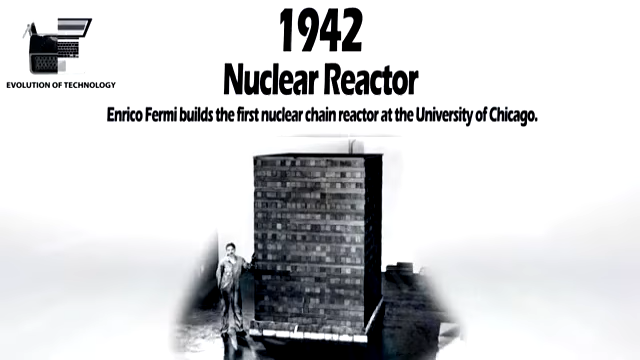 1942
Nuclear Reactor
EVOLUTION OF TECHNOLOGY
Enrico Fermi builds the first nuclear chain reactor at the University of Chicago.